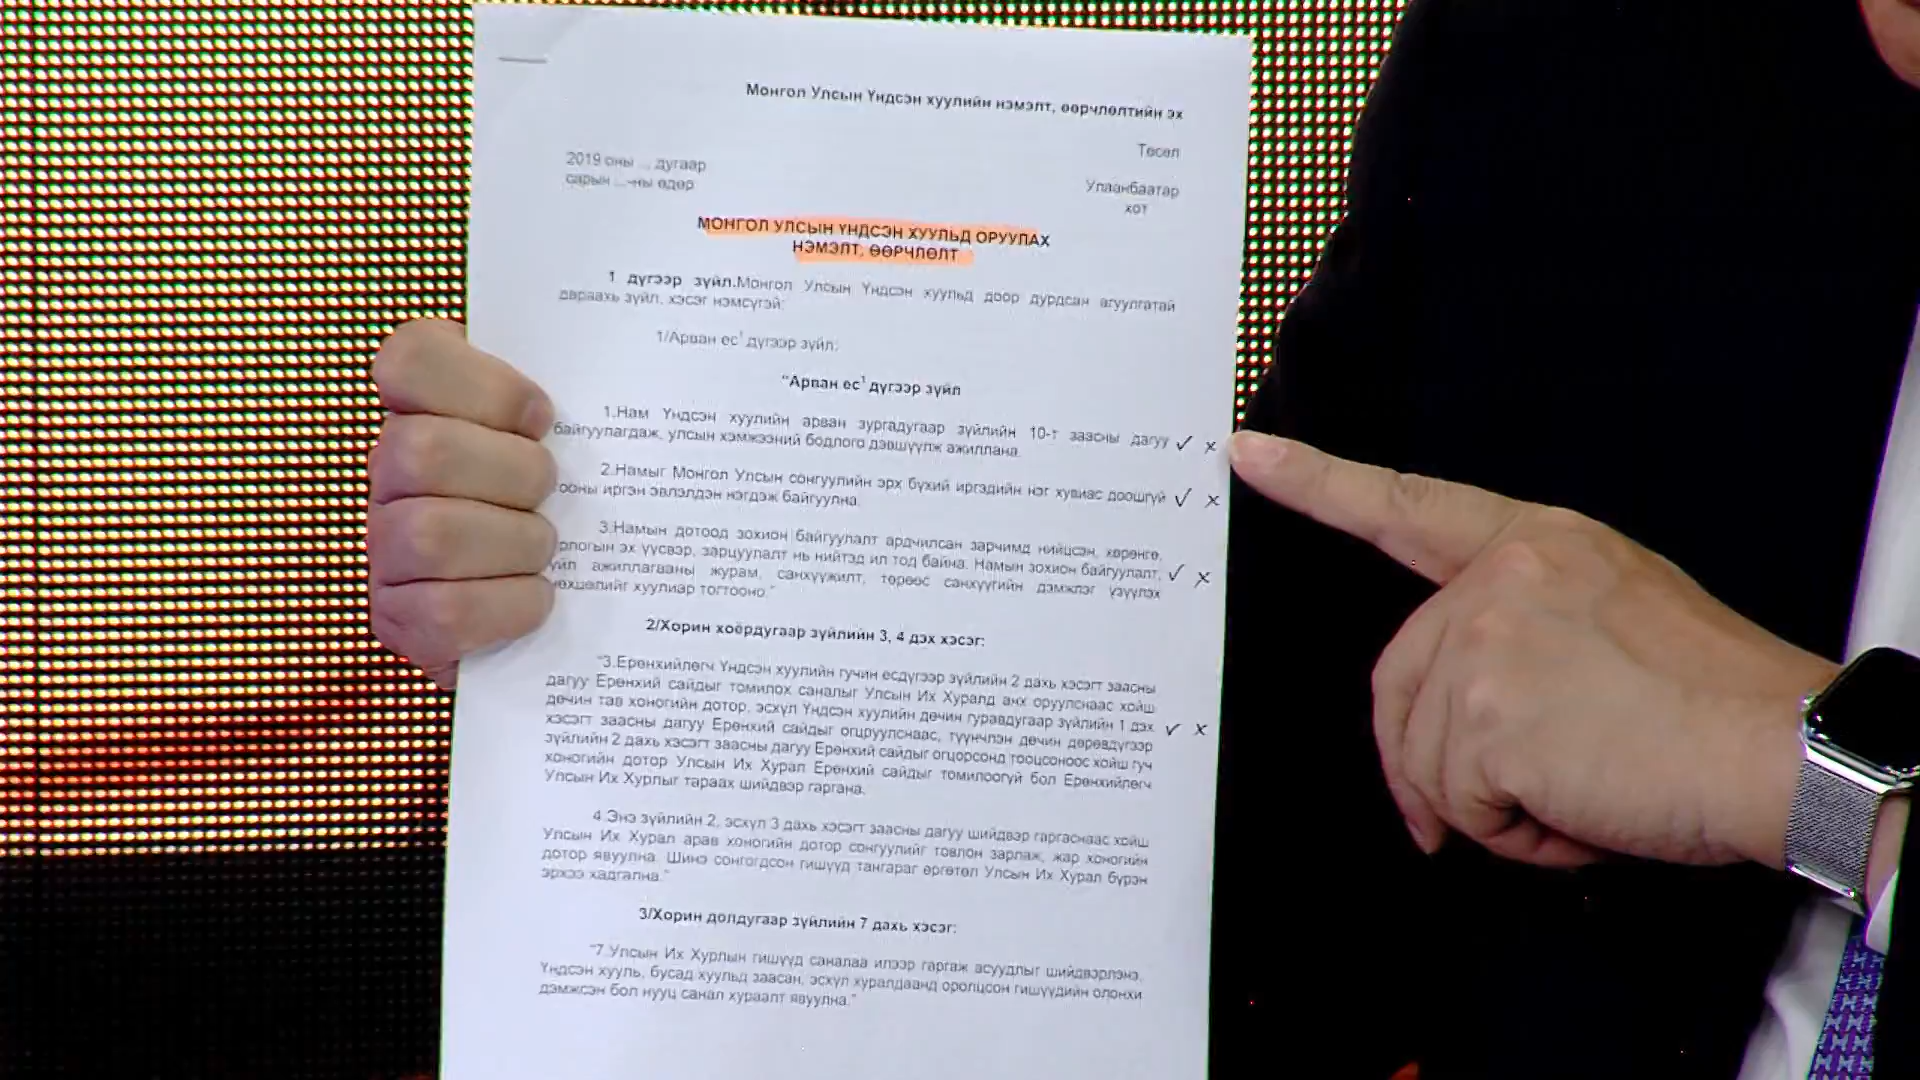 Монгол Улсын Үндсэн хуулийн нэмэлт, өөрчлөлтийн эх
Төсөл
2019 оны ... дугаар
сарын ...-ны өдөр
Улаанбаатар
хот
МОНГОЛ УЛСЫН ҮНДСЭН ХУУЛЬД ОРУУЛАХ
НЭМЭЛТ, ӨӨРЧЛӨЛТ
1 дүгээр зүйл.Монгол Улсын Үндсэн хуульд доор дурдсан агуулгатай
дараахь зүйл, хэсэг нэмсүгэй:
1/Арван ес¹ дүгээр зүйл:
"Арван ес¹ дүгээр зүйл
1.Нам Үндсэн хуулийн арван зургадугаар зүйлийн 10-т заасны дагуу ✓ ×
байгуулагдаж, улсын хэмжээний бодлого дэвшүүлж ажиллана.
2.Намыг Монгол Улсын сонгуулийн эрх бүхий иргэдийн нэг хувиас доошгүй ✓ ×
тооны иргэн эвлэлдэн нэгдэж байгуулна.
3.Намын дотоод зохион байгуулалт ардчилсан зарчимд нийцсэн, хөрөнгө,
орлогын эх үүсвэр, зарцуулалт нь нийтэд ил тод байна. Намын зохион байгуулалт, ✓ ×
үйл ажиллагааны журам, санхүүжилт, төрөөс санхүүгийн дэмжлэг үзүүлэх
нөхцөлийг хуулиар тогтооно."
2/Хорин хоёрдугаар зүйлийн 3, 4 дэх хэсэг:
"3.Ерөнхийлөгч Үндсэн хуулийн гучин есдүгээр зүйлийн 2 дахь хэсэгт заасны
дагуу Ерөнхий сайдыг томилох саналыг Улсын Их Хуралд анх оруулснаас хойш
дөчин тав хоногийн дотор, эсхүл Үндсэн хуулийн дөчин гуравдугаар зүйлийн 1 дэх
хэсэгт заасны дагуу Ерөнхий сайдыг огцруулснаас, түүнчлэн дөчин дөрөвдүгээр ✓ ×
зүйлийн 2 дахь хэсэгт заасны дагуу Ерөнхий сайдыг огцорсонд тооцсоноос хойш гуч
хоногийн дотор Улсын Их Хурал Ерөнхий сайдыг томилоогүй бол Ерөнхийлөгч
Улсын Их Хурлыг тараах шийдвэр гаргана.
4.Энэ зүйлийн 2, эсхүл 3 дахь хэсэгт заасны дагуу шийдвэр гаргаснаас хойш
Улсын Их Хурал арав хоногийн дотор сонгуулийг товлон зарлаж, жар хоногийн
дотор явуулна. Шинэ сонгогдсон гишүүд тангараг өргөтөл Улсын Их Хурал бүрэн
эрхээ хадгална."
3/Хорин долдугаар зүйлийн 7 дахь хэсэг:
"7.Улсын Их Хурлын гишүүд саналаа илээр гаргаж асуудлыг шийдвэрлэнэ.
Үндсэн хууль, бусад хуульд заасан, эсхүл хуралдаанд оролцсон гишүүдийн олонхи
дэмжсэн бол нууц санал хураалт явуулна."